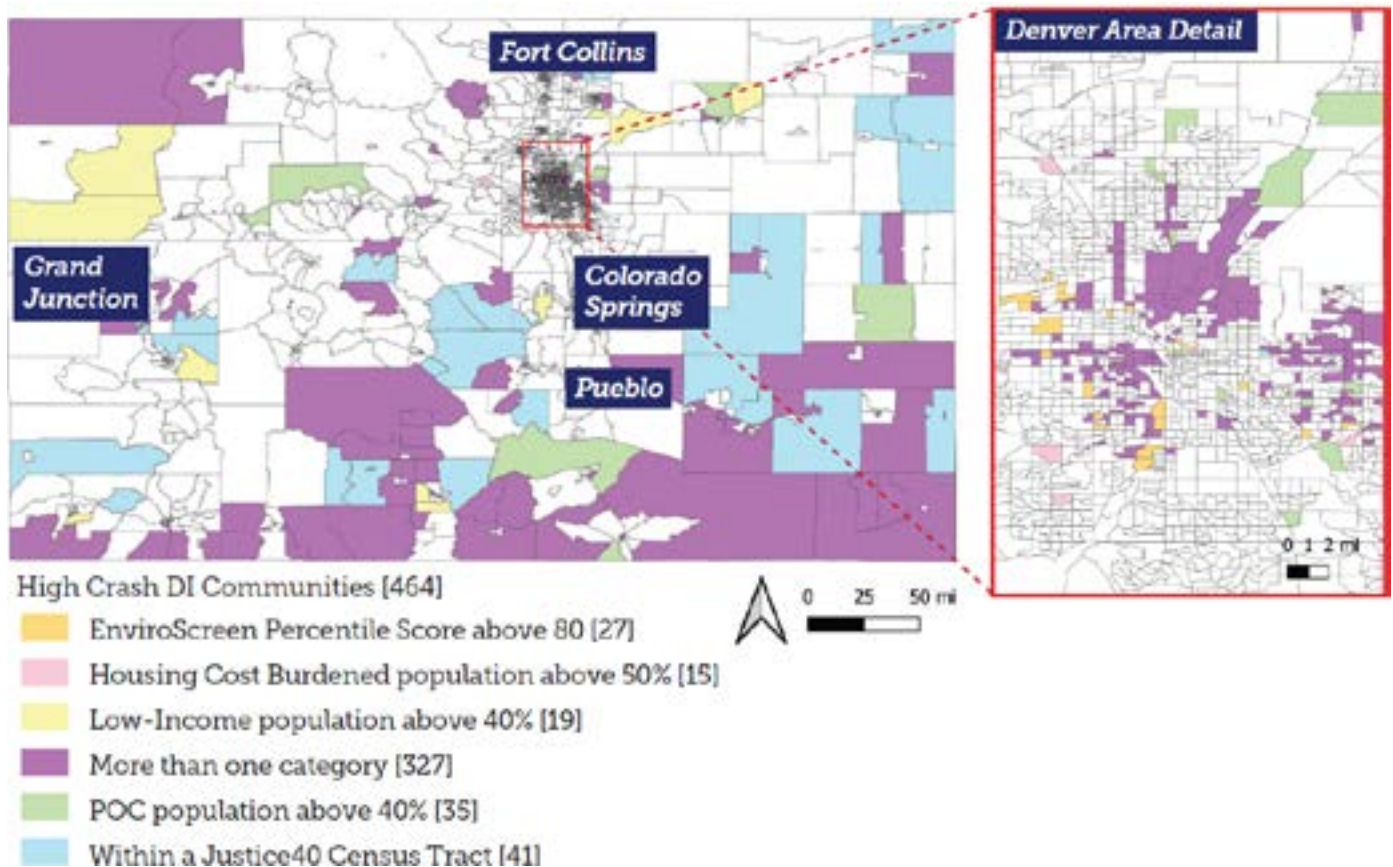 Fort Collins
Denver Area Detail
Grand
Junction
Colorado
Springs
Pueblo
0 1 2 mi
High Crash DI Communities [464]
0 25 50 mi
EnviroScreen Percentile Score above 80 [27]
Housing Cost Burdened population above 50% [15]
Low-Income population above 40% [19]
More than one category [327]
POC population above 40% [35]
Within a Justice40 Census Tract [41]